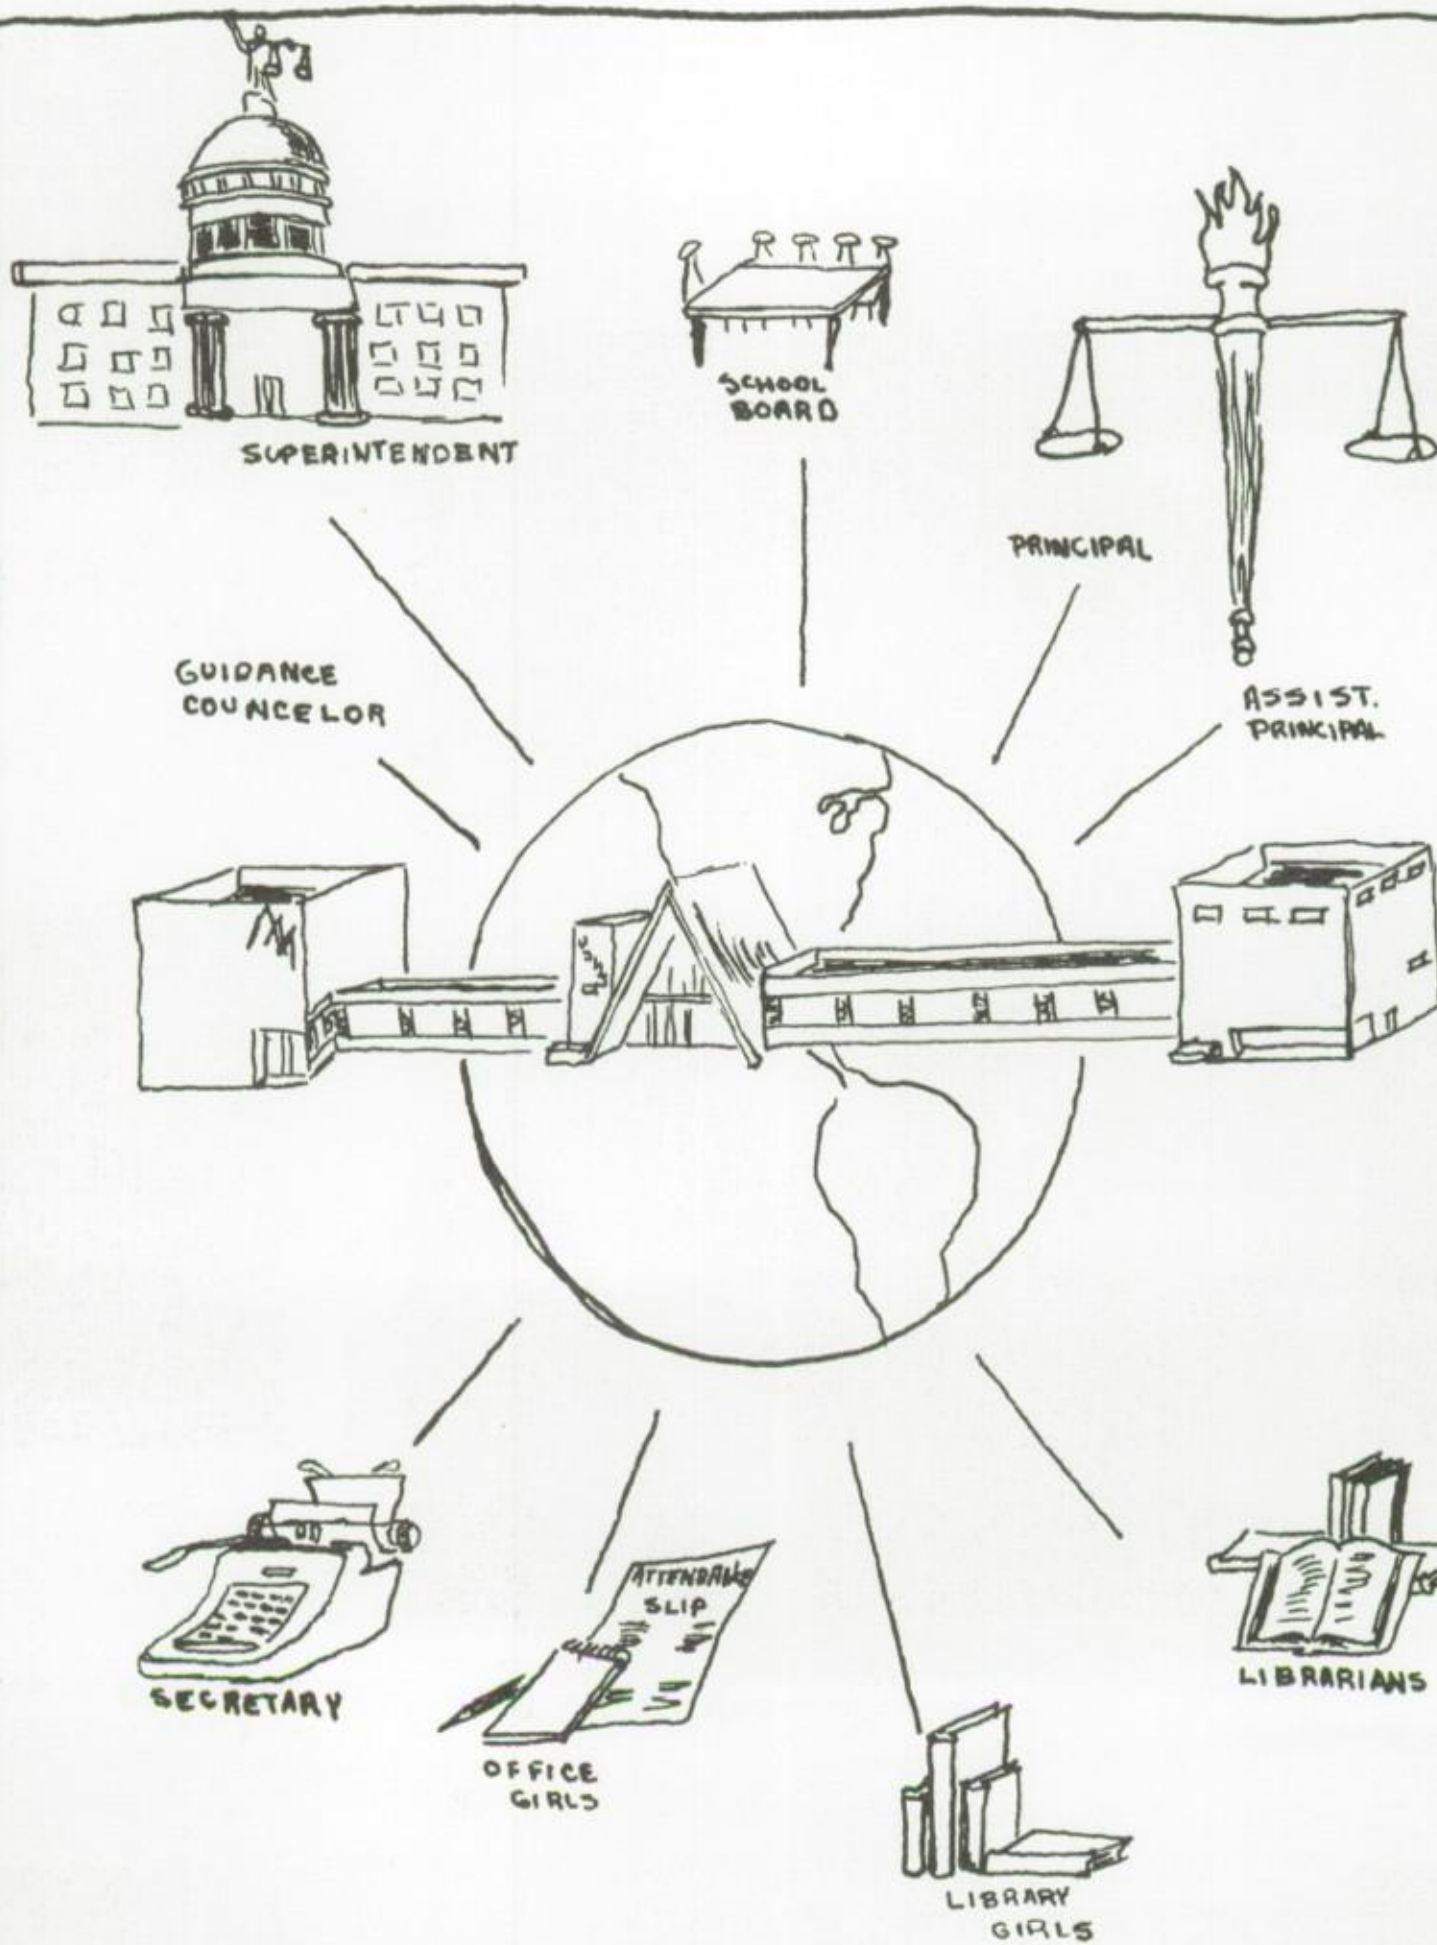 SUPERINTENDENT
SCHOOL
BOARD
PRINCIPAL
GUIDANCE
COUNCELOR
ASSIST.
PRINCIPAL
ATTENDANCE
SLIP
SECRETARY
LIBRARIANS
OFFICE
GIRLS
LIBRARY
GIRLS